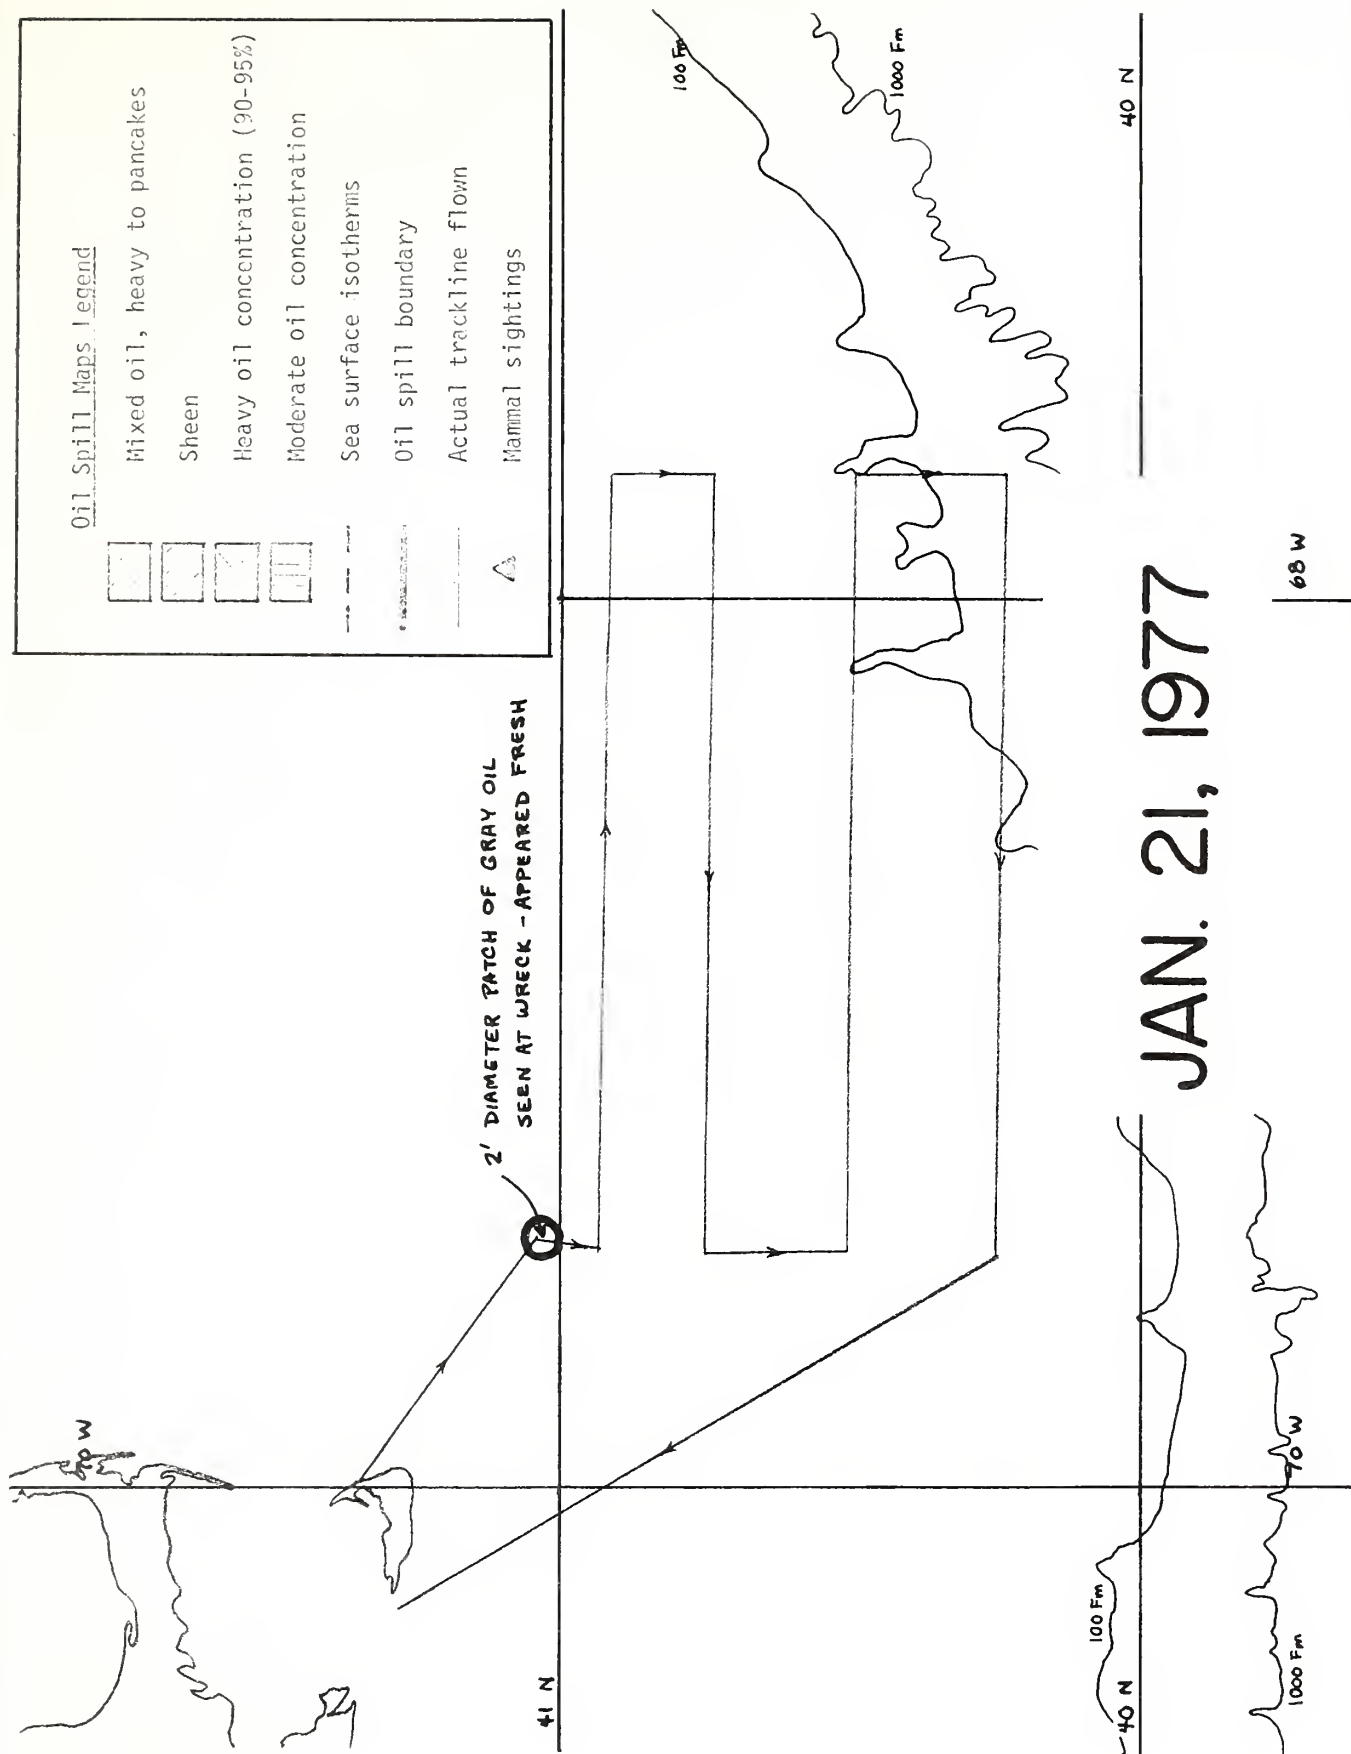 Oil Spill Maps Legend
Mixed oil, heavy to pancakes
Sheen
Heavy oil concentration (90-95%)
Moderate oil concentration
Sea surface isotherms
Oil spill boundary
Actual trackline flown
Mammal sightings
70 W
2' DIAMETER PATCH OF GRAY OIL
SEEN AT WRECK - APPEARED FRESH
41 N
100 Fm
1000 Fm
40 N
100 Fm
40 N
1000 Fm
70 W
68 W
JAN. 21, 1977